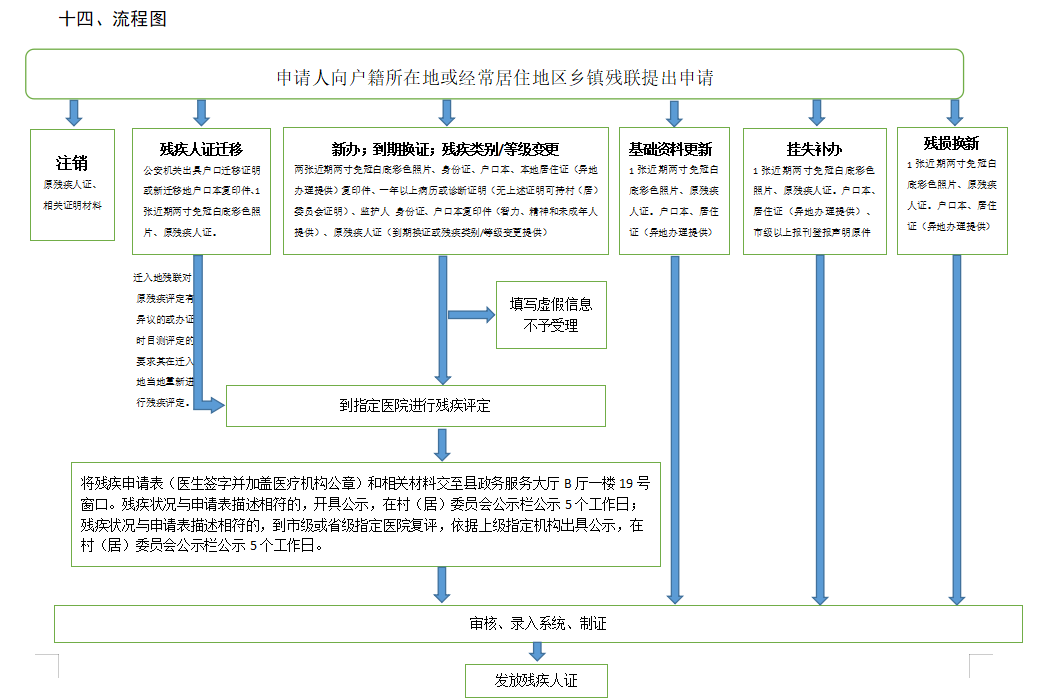 十四、流程图
申请人向户籍所在地或经常居住地区乡镇残联提出申请
注销
原残疾人证、
相关证明材料
残疾人证迁移
公安机关出具户口迁移证明
或新迁移地户口本复印件、1
张近期两寸免冠白底彩色照
片、原残疾人证。
新办；到期换证；残疾类别/等级变更
两张近期两寸免冠白底彩色照片、身份证、户口本、本地居住证（异地
办理提供）复印件、一年以上病历或诊断证明（无上述证明可持村（居）
委员会证明）、监护人 身份证、户口本复印件（智力、精神和未成年人
提供）、原残疾人证（到期换证或残疾类别/等级变更提供）
基础资料更新
1 张近期两寸免冠白
底彩色照片、原残疾
人证。户口本、居住
证（异地办理提供）
挂失补办
1 张近期两寸免冠白底彩色
照片、原残疾人证。户口本、
居住证（异地办理提供）、
市级以上报刊登报声明原件
残损换新
1 张近期两寸免冠白
底彩色照片、原残疾
人证。户口本、居住
证（异地办理提供）
迁入地残联对
原残疾评定有
异议的或办证
时目测评定的
要求其在迁入
地当地重新进
行残疾评定。
填写虚假信息
不予受理
到指定医院进行残疾评定
将残疾申请表（医生签字并加盖医疗机构公章）和相关材料交至县政务服务大厅 B 厅一楼 19 号
窗口。残疾状况与申请表描述相符的，开具公示，在村（居）委员会公示栏公示 5 个工作日；
残疾状况与申请表描述相符的，到市级或省级指定医院复评，依据上级指定机构出具公示，在
村（居）委员会公示栏公示 5 个工作日。
审核、录入系统、制证
发放残疾人证